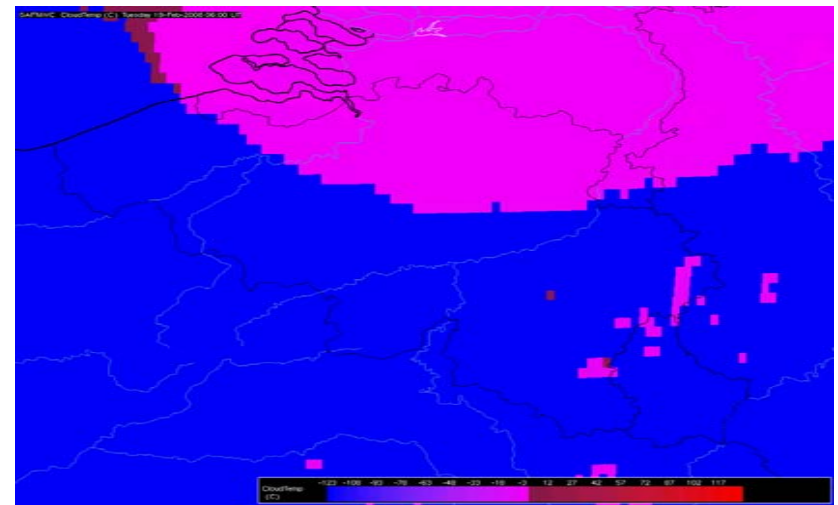 SAFNWC CloudTemp (C) Tuesday 19-Feb-2008 06:00 UT
-123 -108 -93 -78 -63 -48 -33 -18 -3 12 27 42 57 72 87 102 117
CloudTemp
(C)